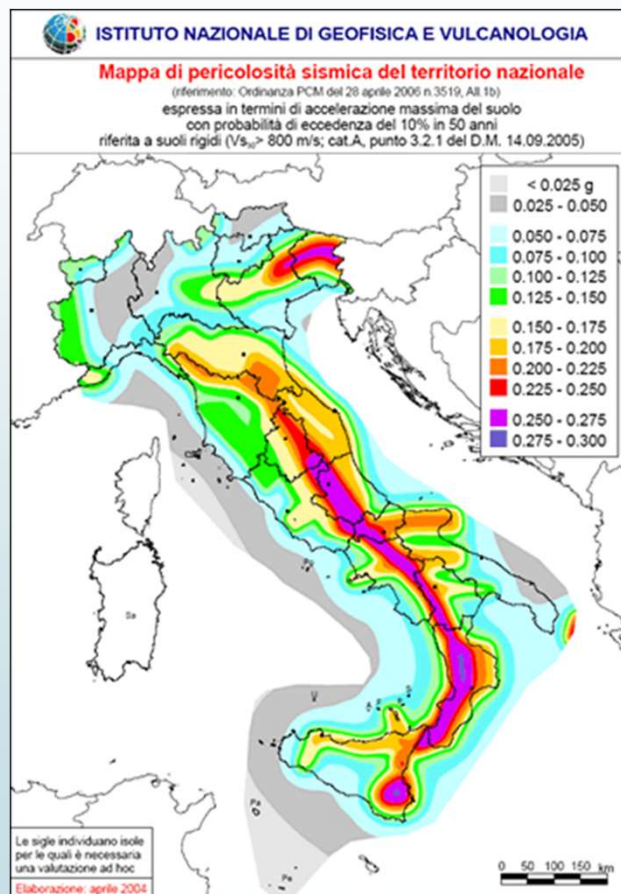 ISTITUTO NAZIONALE DI GEOFISICA E VULCANOLOGIA
Mappa di pericolosità sismica del territorio nazionale
(riferimento: Ordinanza PCM del 28 aprile 2006 n.3519, All.1b)
espressa in termini di accelerazione massima del suolo
con probabilità di eccedenza del 10% in 50 anni
riferita a suoli rigidi (Vs30> 800 m/s; cat.A, punto 3.2.1 del D.M. 14.09.2005)
< 0.025 g
0.025 - 0.050
0.050 - 0.075
0.075 - 0.100
0.100 - 0.125
0.125 - 0.150
0.150 - 0.175
0.175 - 0.200
0.200 - 0.225
0.225 - 0.250
0.250 - 0.275
0.275 - 0.300
Sa
U
Pa
Pe
Le sigle individuano isole
per le quali è necessaria
una valutazione ad hoc
Elaborazione: aprile 2004
0 50 100 150 km